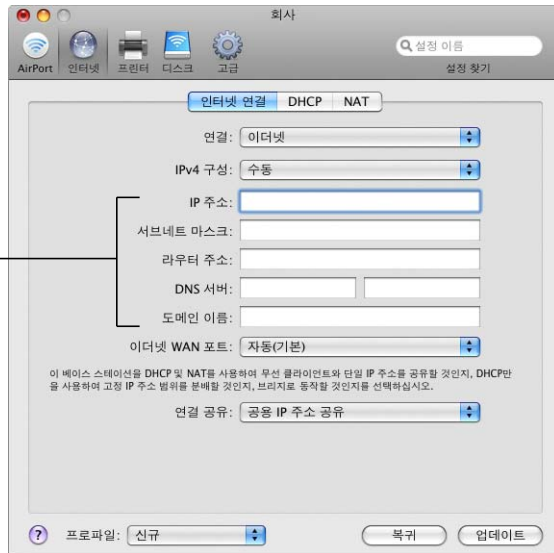 회사
AirPort 인터넷 프린터 디스크 고급
설정 이름
설정 찾기
인터넷 연결 DHCP NAT
연결: 이더넷
IPv4 구성: 수동
IP 주소:
서브네트 마스크:
라우터 주소:
DNS 서버:
도메인 이름:
이더넷 WAN 포트: 자동(기본)
이 베이스 스테이션을 DHCP 및 NAT를 사용하여 무선 클라이언트와 단일 IP 주소를 공유할 것인지, DHCP만
을 사용하여 고정 IP 주소 범위를 분배할 것인지, 브리지로 동작할 것인지를 선택하십시오.
연결 공유: 공용 IP 주소 공유
? 프로파일: 신규 복귀 업데이트